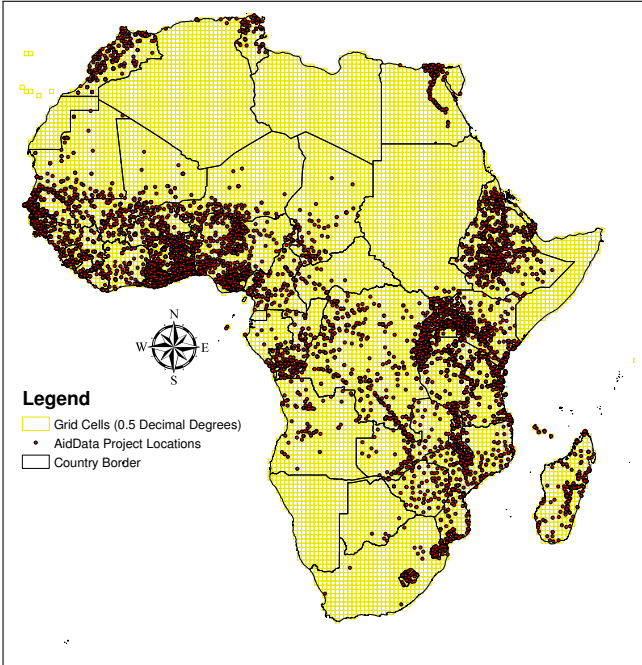 N
W E
S
Legend
Grid Cells (0.5 Decimal Degrees)
AidData Project Locations
Country Border